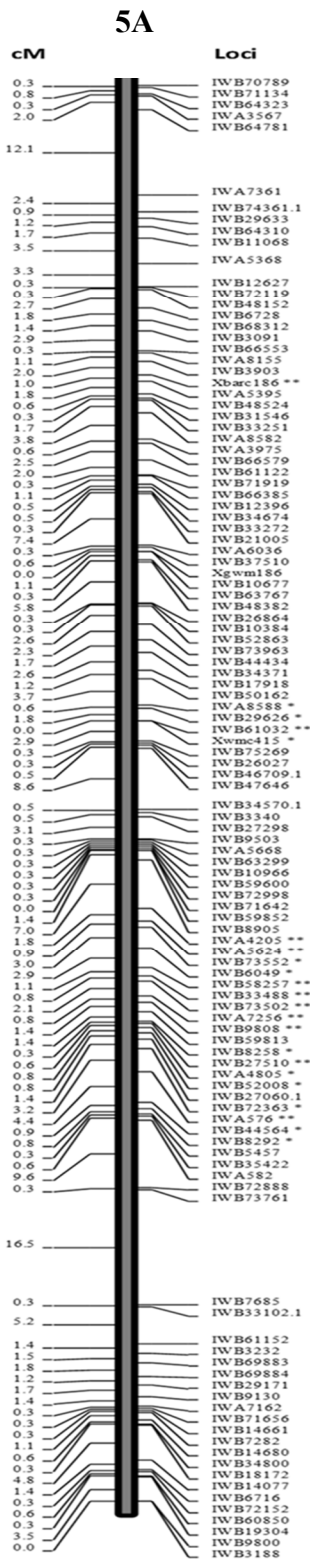 5A
cM
0.3
0.8
0.3
2.0
12.1
2.4
0.9
1.2
1.7
3.5
3.3
0.3
0.3
2.7
1.8
1.4
2.9
0.3
1.1
2.0
1.0
1.8
0.6
0.3
1.7
3.8
0.6
2.5
2.0
0.3
1.1
0.5
0.5
0.3
7.4
0.3
0.6
0.0
1.1
0.3
5.8
0.3
0.3
2.6
2.3
1.7
2.6
1.2
3.7
0.6
1.8
0.0
2.9
0.3
0.3
0.5
8.6
0.5
0.5
3.1
0.3
0.3
0.3
0.3
0.3
0.0
1.4
7.0
1.8
0.9
3.0
2.9
1.1
0.8
2.1
0.8
1.4
1.4
0.3
0.6
0.8
0.8
1.4
3.2
4.4
0.9
0.8
0.3
0.6
9.6
0.3
16.5
0.3
5.2
1.4
1.5
1.8
1.2
1.7
1.4
0.3
0.3
0.3
1.1
0.6
0.3
4.8
1.4
0.3
0.3
3.5
0.0
Loci
IWB70789
IWB71134
IWB64323
IWA3567
IWB64781
IWA7361
IWB74361.1
IWB29633
IWB64310
IWB11068
IWA5368
IWB12627
IWB72119
IWB48152
IWB6728
IWB68312
IWB3091
IWB66553
IWA8155
IWB3903
Xbarc186 **
IWA5395
IWB48524
IWB31546
IWB33251
IWA8582
IWA3975
IWB66579
IWB61122
IWB71919
IWB66385
IWB12396
IWB34674
IWB33272
IWB21005
IWA6036
IWB37510
Xgwm186
IWB10677
IWB63767
IWB48382
IWB26864
IWB10384
IWB52863
IWB73963
IWB44434
IWB34371
IWB17918
IWB50162
IWA8588 *
IWB29626 *
IWB61032 **
Xwmc415 *
IWB75269
IWB26027
IWB46709.1
IWB47646
IWB34570.1
IWB3340
IWB27298
IWB9503
IWA5668
IWB63299
IWB10966
IWB59600
IWB72998
IWB71642
IWB59852
IWB8905
IWA4205 **
IWA5624 **
IWB73552 *
IWB6049 *
IWB58257 **
IWB33488 **
IWB73502 **
IWA7256 **
IWB9808 **
IWB59813
IWB8258 *
IWB27510 **
IWA4805 *
IWB52008 *
IWB27060.1
IWB72363 *
IWA576 **
IWB44564 *
IWB8292 *
IWB5457
IWB35422
IWA582
IWB72888
IWB73761
IWB7685
IWB33102.1
IWB61152
IWB3232
IWB69883
IWB69884
IWB29171
IWB9130
IWA7162
IWB71656
IWB14661
IWB7282
IWB14680
IWB34800
IWB18172
IWB14077
IWB6716
IWB72152
IWB60850
IWB19304
IWB9800
IWB3188